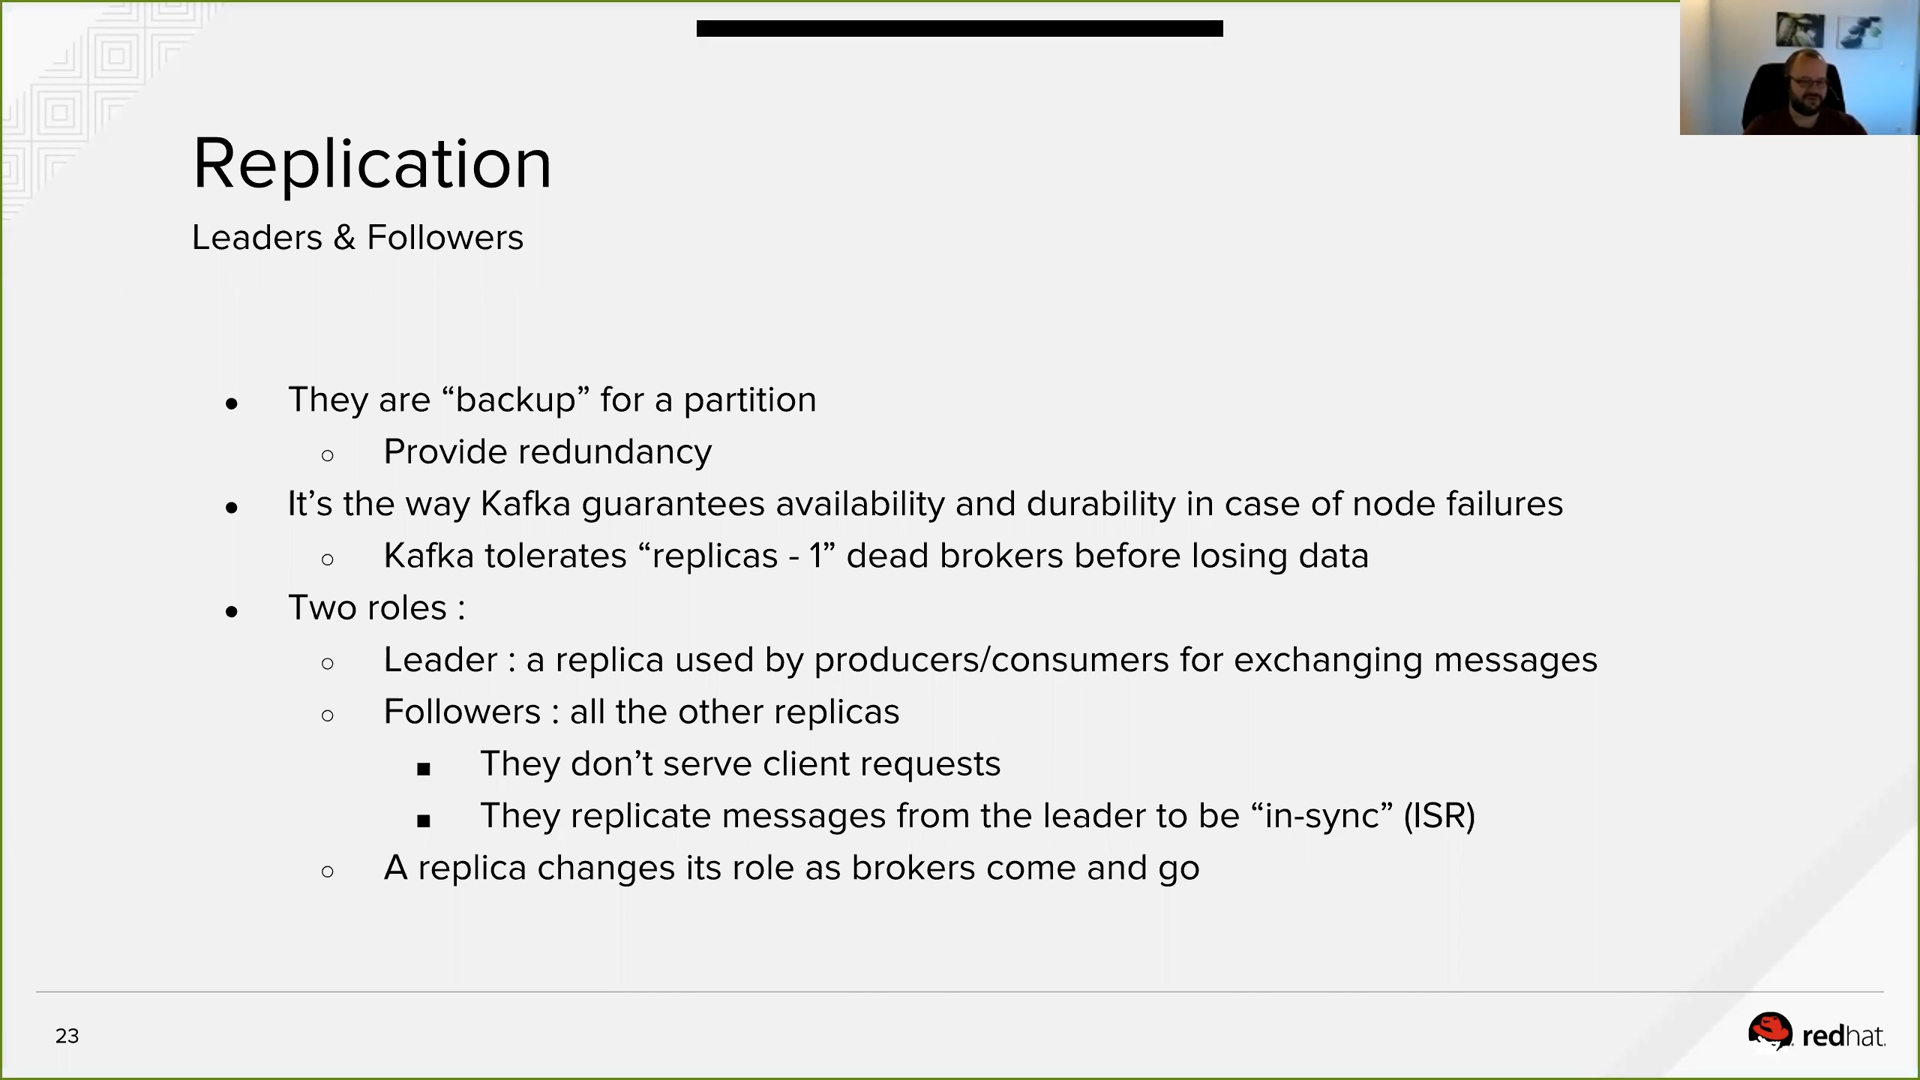 Replication
Leaders & Followers
● They are “backup” for a partition
○ Provide redundancy
● It’s the way Kafka guarantees availability and durability in case of node failures
○ Kafka tolerates “replicas - 1” dead brokers before losing data
● Two roles :
○ Leader : a replica used by producers/consumers for exchanging messages
○ Followers : all the other replicas
■ They don’t serve client requests
■ They replicate messages from the leader to be “in-sync” (ISR)
○ A replica changes its role as brokers come and go
23
redhat.